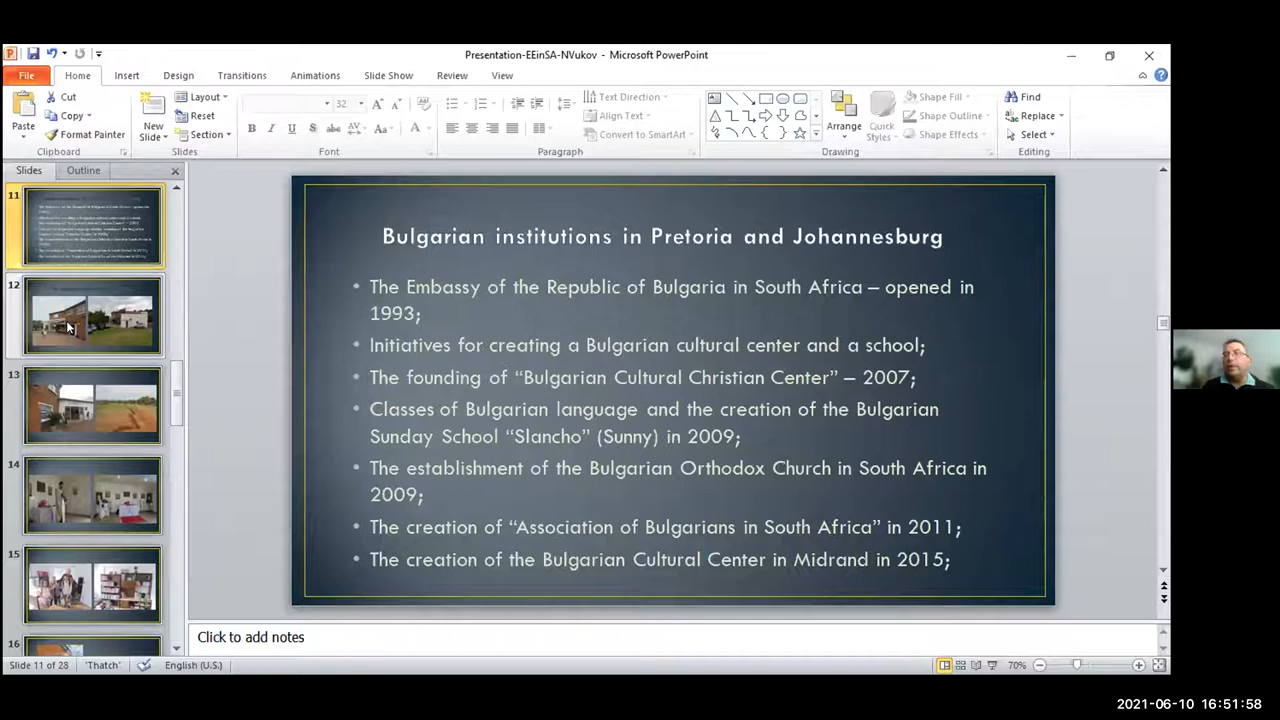 Presentation-EEinSA-NVukov - Microsoft PowerPoint
File Home Insert Design Transitions Animations Slide Show Review View
Paste
Cut
Copy
Format Painter
Clipboard
New
Slide
Layout
Reset
Section
Slides
32
Font
Text Direction
Align Text
Convert to SmartArt
Paragraph
Arrange
Quick
Styles
Shape Fill
Shape Outline
Shape Effects
Drawing
Find
Replace
Select
Editing
Slides Outline
11
12
13
14
15
16
Bulgarian institutions in Pretoria and Johannesburg
• The Embassy of the Republic of Bulgaria in South Africa – opened in
1993;
• Initiatives for creating a Bulgarian cultural center and a school;
• The founding of “Bulgarian Cultural Christian Center” – 2007;
• Classes of Bulgarian language and the creation of the Bulgarian
Sunday School “Slancho” (Sunny) in 2009;
• The establishment of the Bulgarian Orthodox Church in South Africa in
2009;
• The creation of “Association of Bulgarians in South Africa” in 2011;
• The creation of the Bulgarian Cultural Center in Midrand in 2015;
Click to add notes
Slide 11 of 28 'Thatch' English (U.S.) 70%
2021-06-10 16:51:58